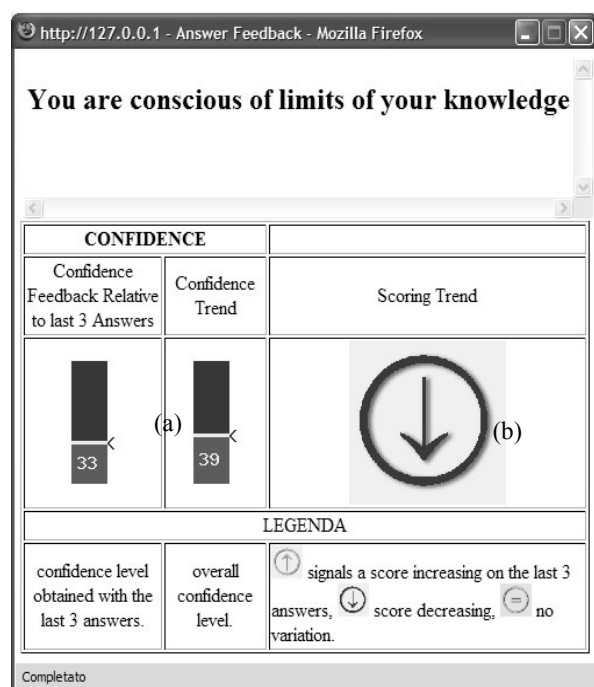 http://127.0.0.1 - Answer Feedback - Mozilla Firefox
You are conscious of limits of your knowledge
CONFIDENCE
Confidence
Feedback Relative
to last 3 Answers
Confidence
Trend
Scoring Trend
33
(a)
39
(b)
LEGENDA
confidence level
obtained with the
last 3 answers.
overall
confidence
level.
signals a score increasing on the last 3
answers, score decreasing, no
variation.
Completato